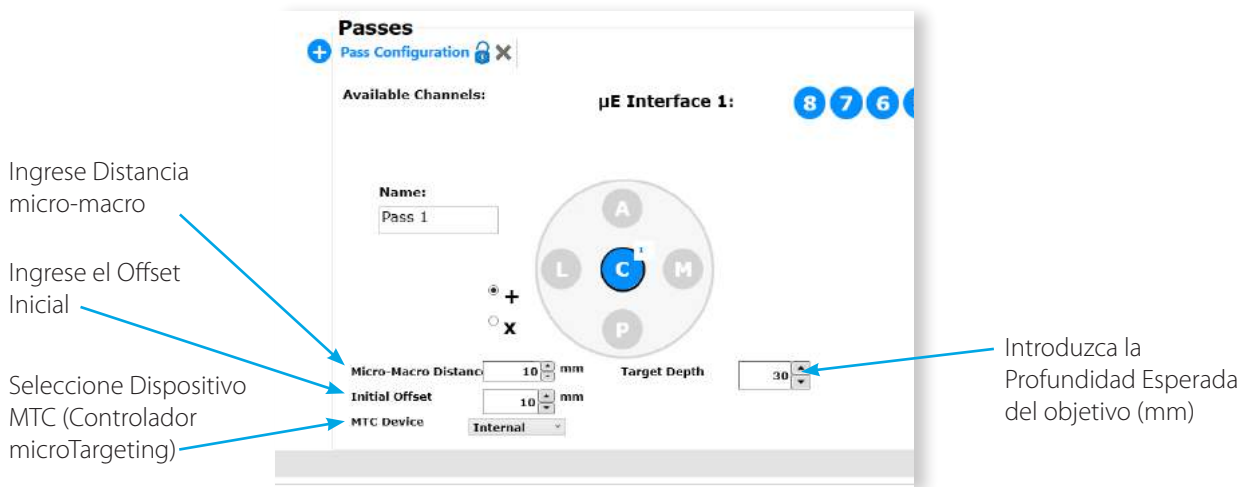 Passes
Pass Configuration
Available Channels:
µE Interface 1:
8 7 6
Ingrese Distancia
micro-macro
Name:
Pass 1
A
L C 1 M
P
+
x
Ingrese el Offset
Inicial
Micro-Macro Distanc 10 mm
Target Depth 30
Initial Offset 10 mm
MTC Device Internal
Seleccione Dispositivo
MTC (Controlador
microTargeting)
Introduzca la
Profundidad Esperada
del objetivo (mm)